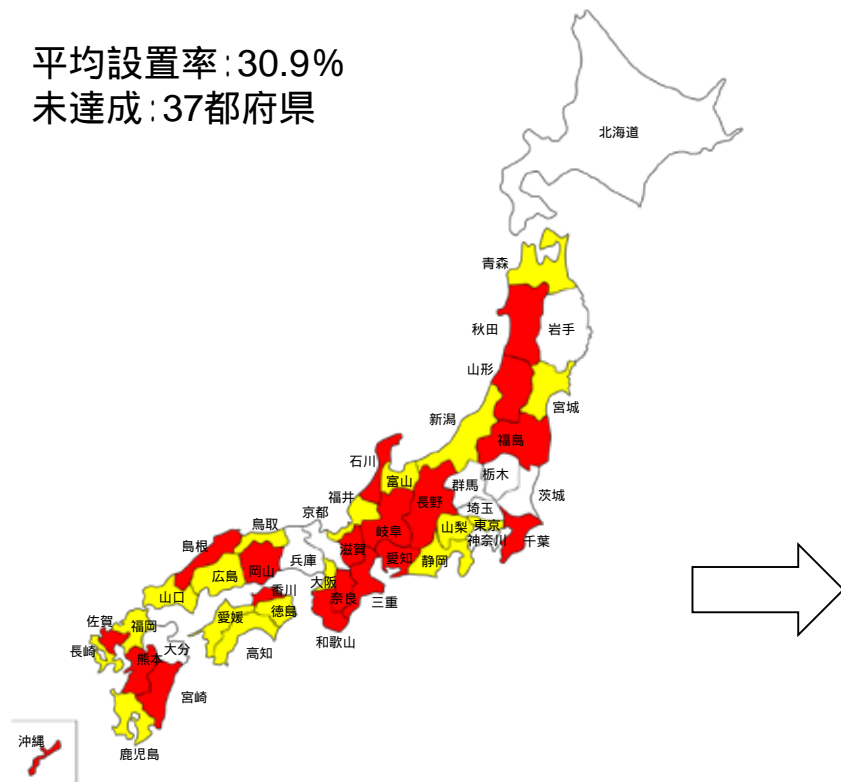 平均設置率:30.9%
未達成:37都府県
北海道
青森
秋田
岩手
山形
宮城
新潟
福島
石川
富山
群馬
栃木
茨城
福井
長野
埼玉
京都
鳥取
岐阜
山梨
東京
島根
滋賀
愛知
静岡
神奈川
千葉
兵庫
広島
岡山
大阪
奈良
三重
山口
香川
徳島
和歌山
佐賀
福岡
愛媛
高知
長崎
熊本
大分
宮崎
鹿児島
沖縄